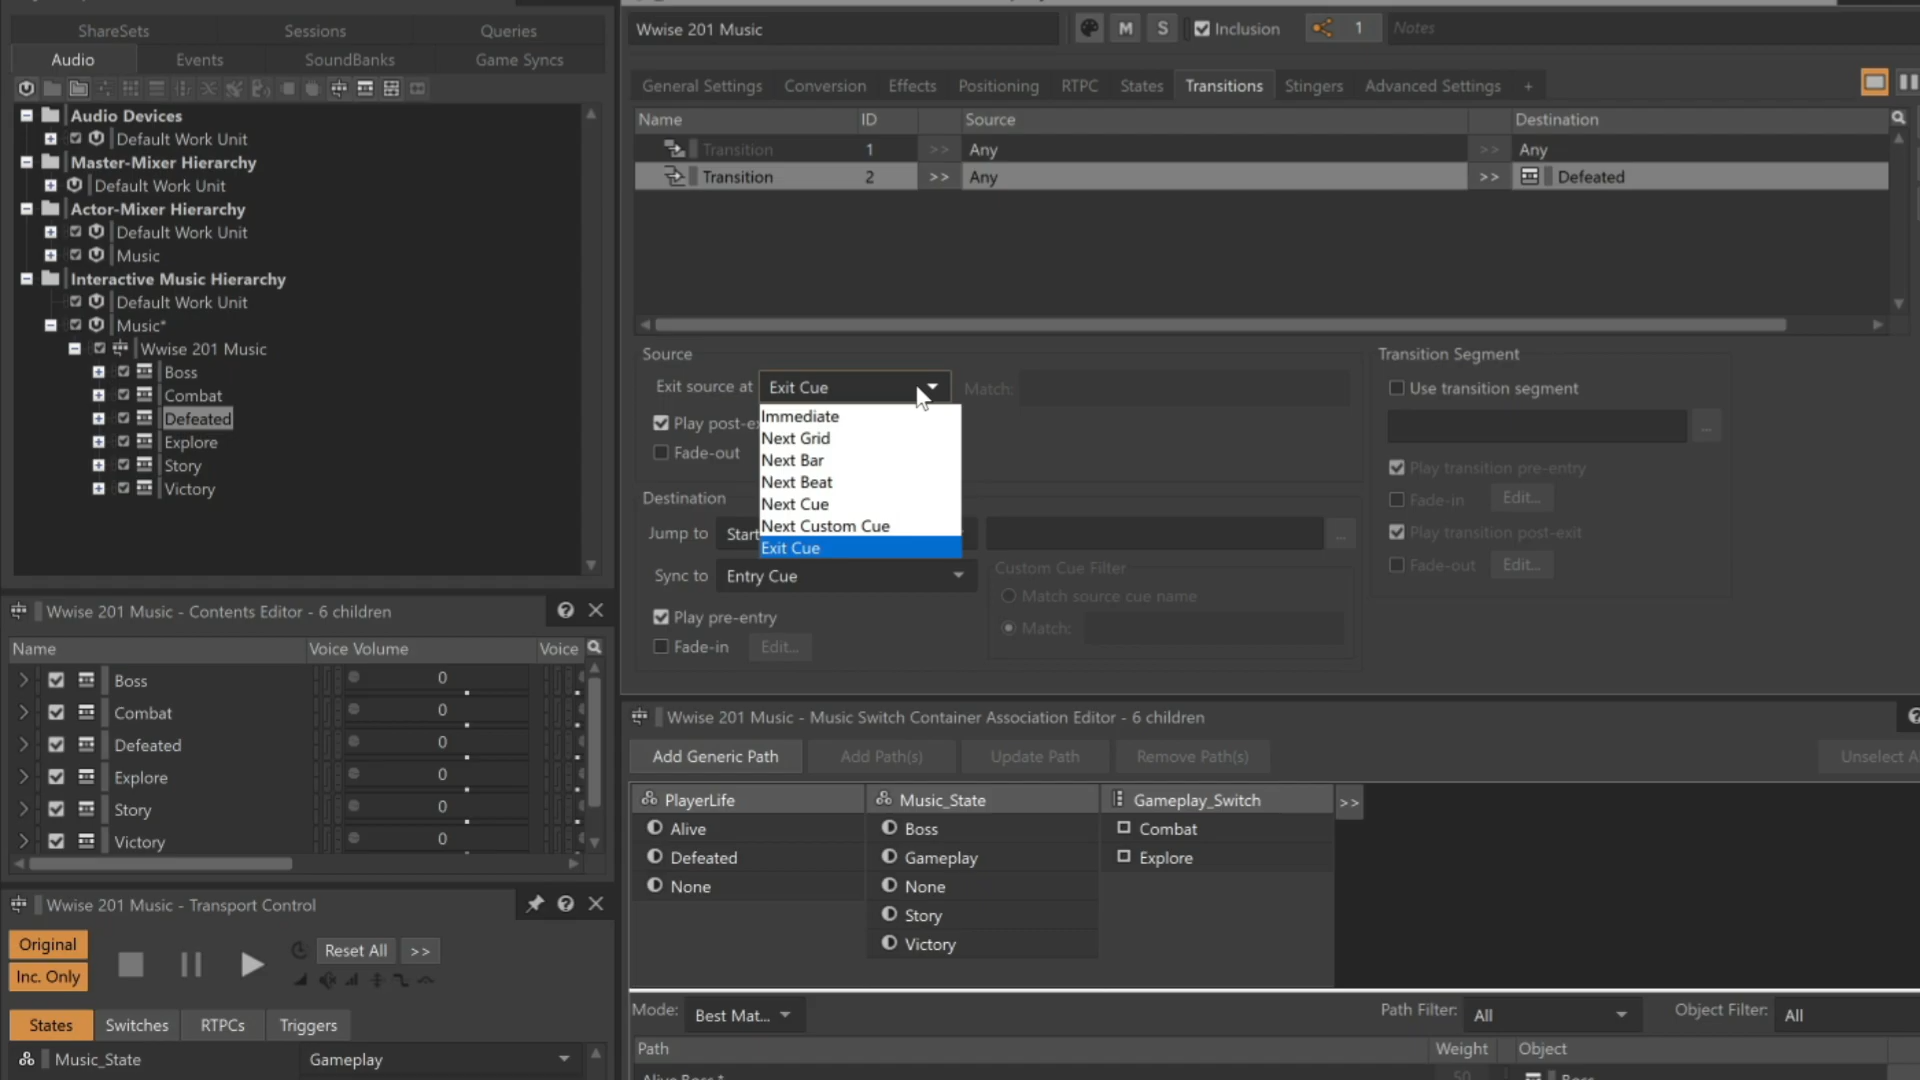 ShareSets Sessions Queries
Audio Events SoundBanks Game Syncs
Audio Devices
Default Work Unit
Master-Mixer Hierarchy
Default Work Unit
Actor-Mixer Hierarchy
Default Work Unit
Music
Interactive Music Hierarchy
Default Work Unit
Music*
Wwise 201 Music
Boss
Combat
Defeated
Explore
Story
Victory
Wwise 201 Music - Contents Editor - 6 children
Name Voice Volume Voice
Boss 0
Combat 0
Defeated 0
Explore 0
Story 0
Victory 0
Wwise 201 Music - Transport Control
Original
Inc. Only
Reset All >>
States Switches RTPCs Triggers
Music_State Gameplay
Wwise 201 Music M S Inclusion 1 Notes
General Settings Conversion Effects Positioning RTPC States Transitions Stingers Advanced Settings +
Name ID Source Destination
Transition 1 >> Any >> Any
Transition 2 >> Any >> Defeated
Source
Exit source at Exit Cue Match:
Immediate
Next Grid
Next Bar
Next Beat
Next Cue
Next Custom Cue
Exit Cue
Play post-e
Fade-out
Destination
Jump to Start ...
Sync to Entry Cue
Play pre-entry
Fade-in Edit...
Custom Cue Filter
Match source cue name
Match:
Transition Segment
Use transition segment
...
Play transition pre-entry
Fade-in Edit...
Play transition post-exit
Fade-out Edit...
Wwise 201 Music - Music Switch Container Association Editor - 6 children
Add Generic Path Add Path(s) Update Path Remove Path(s) Unselect A
PlayerLife Music_State Gameplay_Switch >>
Alive Boss Combat
Defeated Gameplay Explore
None None
Story
Victory
Mode: Best Mat... Path Filter: All Object Filter: All
Path Weight Object